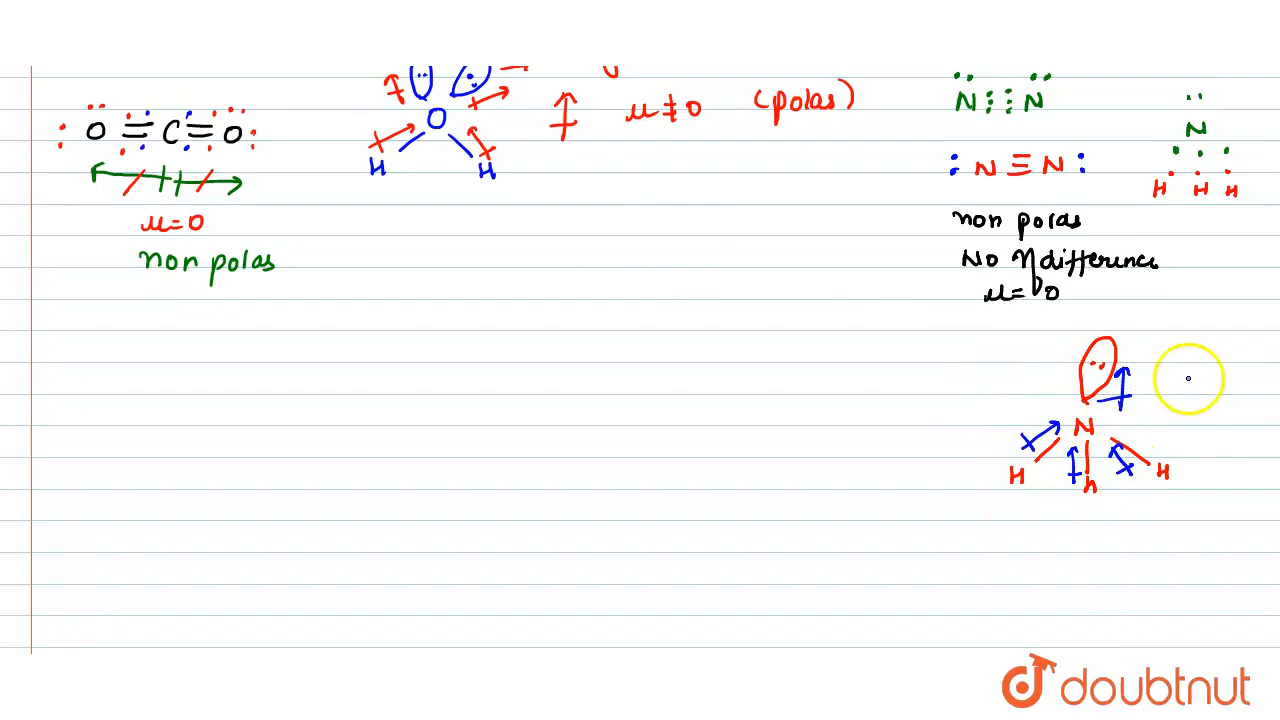 O = C = O
μ=0
non polar
O
H H
μ ≠ 0 (polar)
N ⋮⋮ N
: N ≡ N :
non polar
No η difference
μ= 0
N
H H H
N
H h H
doubtnut